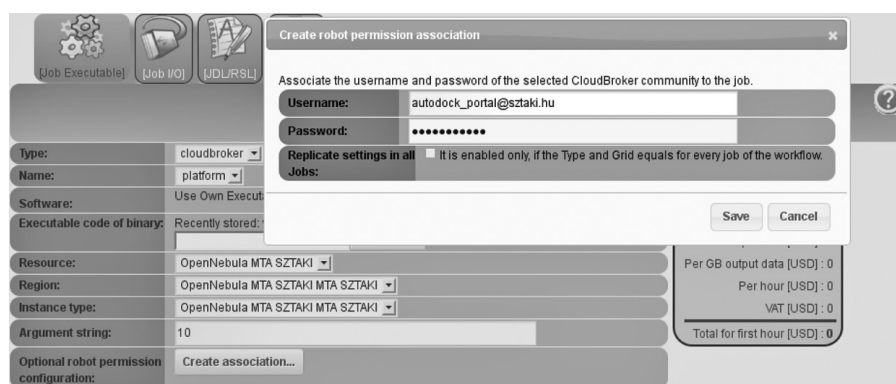 [Job Executable]
[Job I/O]
[JDL/RSL]
Create robot permission association
Associate the username and password of the selected CloudBroker community to the job.
Username: autodock_portal@sztaki.hu
Password: •••••••••••
Replicate settings in all Jobs: It is enabled only, if the Type and Grid equals for every job of the workflow.
Save Cancel
Type: cloudbroker
Name: platform
Software: Use Own
Executable code of binary: Recently stored:
Resource: OpenNebula MTA SZTAKI
Region: OpenNebula MTA SZTAKI MTA SZTAKI
Instance type: OpenNebula MTA SZTAKI MTA SZTAKI
Argument string: 10
Optional robot permission configuration: Create association...
Per GB output data [USD] : 0
Per hour [USD] : 0
VAT [USD] : 0
Total for first hour [USD] : 0